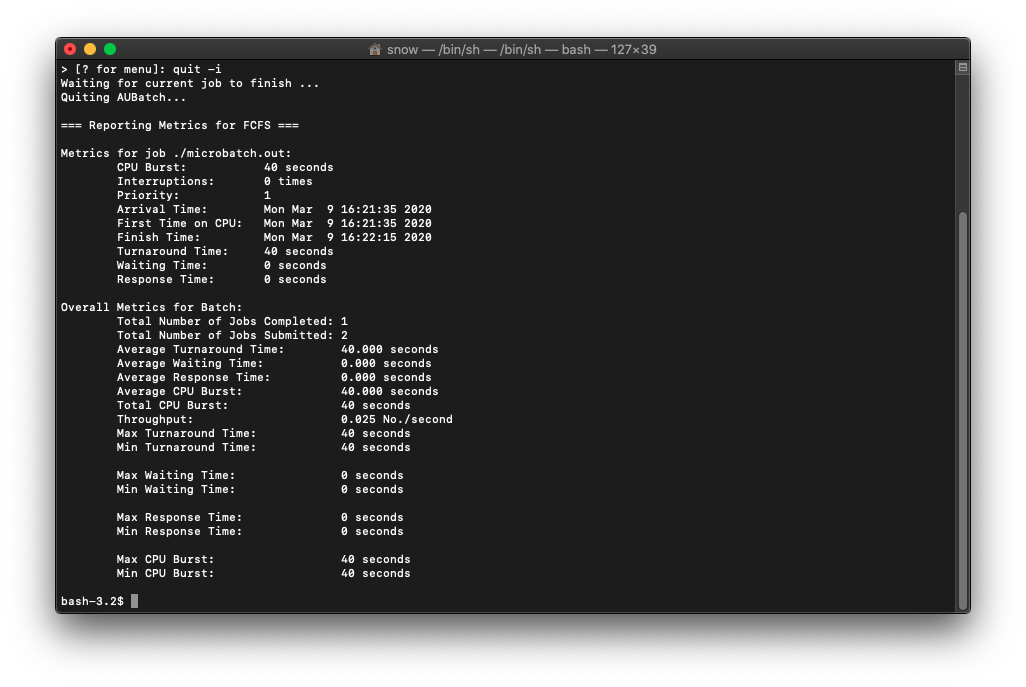 snow — /bin/sh — /bin/sh — bash — 127×39
> [? for menu]: quit -i
Waiting for current job to finish ...
Quiting AUBatch...
=== Reporting Metrics for FCFS ===
Metrics for job ./microbatch.out:
CPU Burst: 40 seconds
Interruptions: 0 times
Priority: 1
Arrival Time: Mon Mar  9 16:21:35 2020
First Time on CPU: Mon Mar  9 16:21:35 2020
Finish Time: Mon Mar  9 16:22:15 2020
Turnaround Time: 40 seconds
Waiting Time: 0 seconds
Response Time: 0 seconds
Overall Metrics for Batch:
Total Number of Jobs Completed: 1
Total Number of Jobs Submitted: 2
Average Turnaround Time: 40.000 seconds
Average Waiting Time: 0.000 seconds
Average Response Time: 0.000 seconds
Average CPU Burst: 40.000 seconds
Total CPU Burst: 40 seconds
Throughput: 0.025 No./second
Max Turnaround Time: 40 seconds
Min Turnaround Time: 40 seconds
Max Waiting Time: 0 seconds
Min Waiting Time: 0 seconds
Max Response Time: 0 seconds
Min Response Time: 0 seconds
Max CPU Burst: 40 seconds
Min CPU Burst: 40 seconds
bash-3.2$